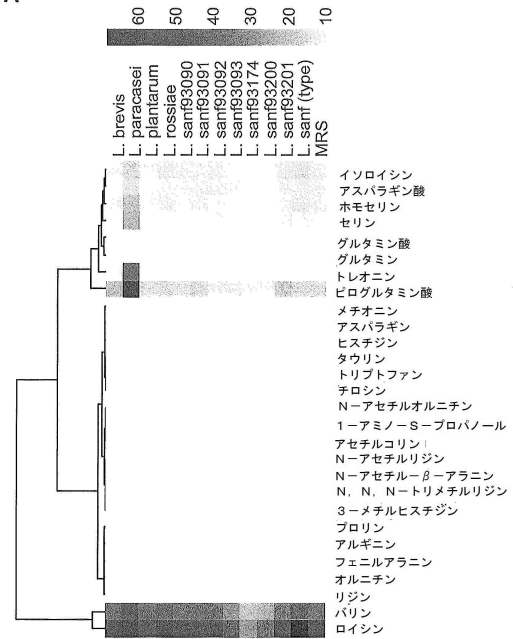 60
50
40
30
20
10
L. brevis
L. paracasei
L. plantarum
L. rossiae
L. sanf93090
L. sanf93091
L. sanf93092
L. sanf93093
L. sanf93174
L. sanf93200
L. sanf93201
L. sanf (type)
MRS
イソロイシン
アスパラギン酸
ホモセリン
セリン
グルタミン酸
グルタミン
トレオニン
ピログルタミン酸
メチオニン
アスパラギン
ヒスチジン
タウリン
トリプトファン
チロシン
N-アセチルオルニチン
1-アミノ-S-プロパノール
アセチルコリン
N-アセチルリジン
N-アセチル-β-アラニン
N, N, N-トリメチルリジン
3-メチルヒスチジン
プロリン
アルギニン
フェニルアラニン
オルニチン
リジン
バリン
ロイシン